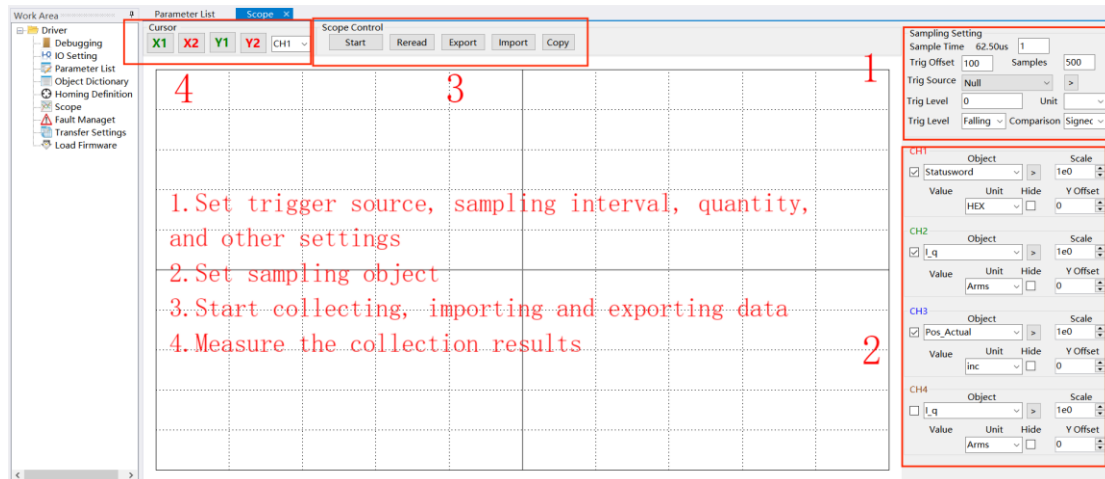 Work Area
Driver
Debugging
IO Setting
Parameter List
Object Dictionary
Homing Definition
Scope
Fault Managet
Transfer Settings
Load Firmware
Parameter List Scope ×
Cursor
X1 X2 Y1 Y2 CH1
Scope Control
Start Reread Export Import Copy
4
3
1
2
1.Set trigger source, sampling interval, quantity,
and other settings
2.Set sampling object
3.Start collecting, importing and exporting data
4.Measure the collection results
Sampling Setting
Sample Time 62.50us 1
Trig Offset 100 Samples 500
Trig Source Null >
Trig Level 0 Unit
Trig Level Falling Comparison Signec
CH1
Object Scale
Statusword > 1e0
Value Unit Hide Y Offset
HEX 0
CH2
Object Scale
I_q > 1e0
Value Unit Hide Y Offset
Arms 0
CH3
Object Scale
Pos_Actual > 1e0
Value Unit Hide Y Offset
inc 0
CH4
Object Scale
I_q > 1e0
Value Unit Hide Y Offset
Arms 0